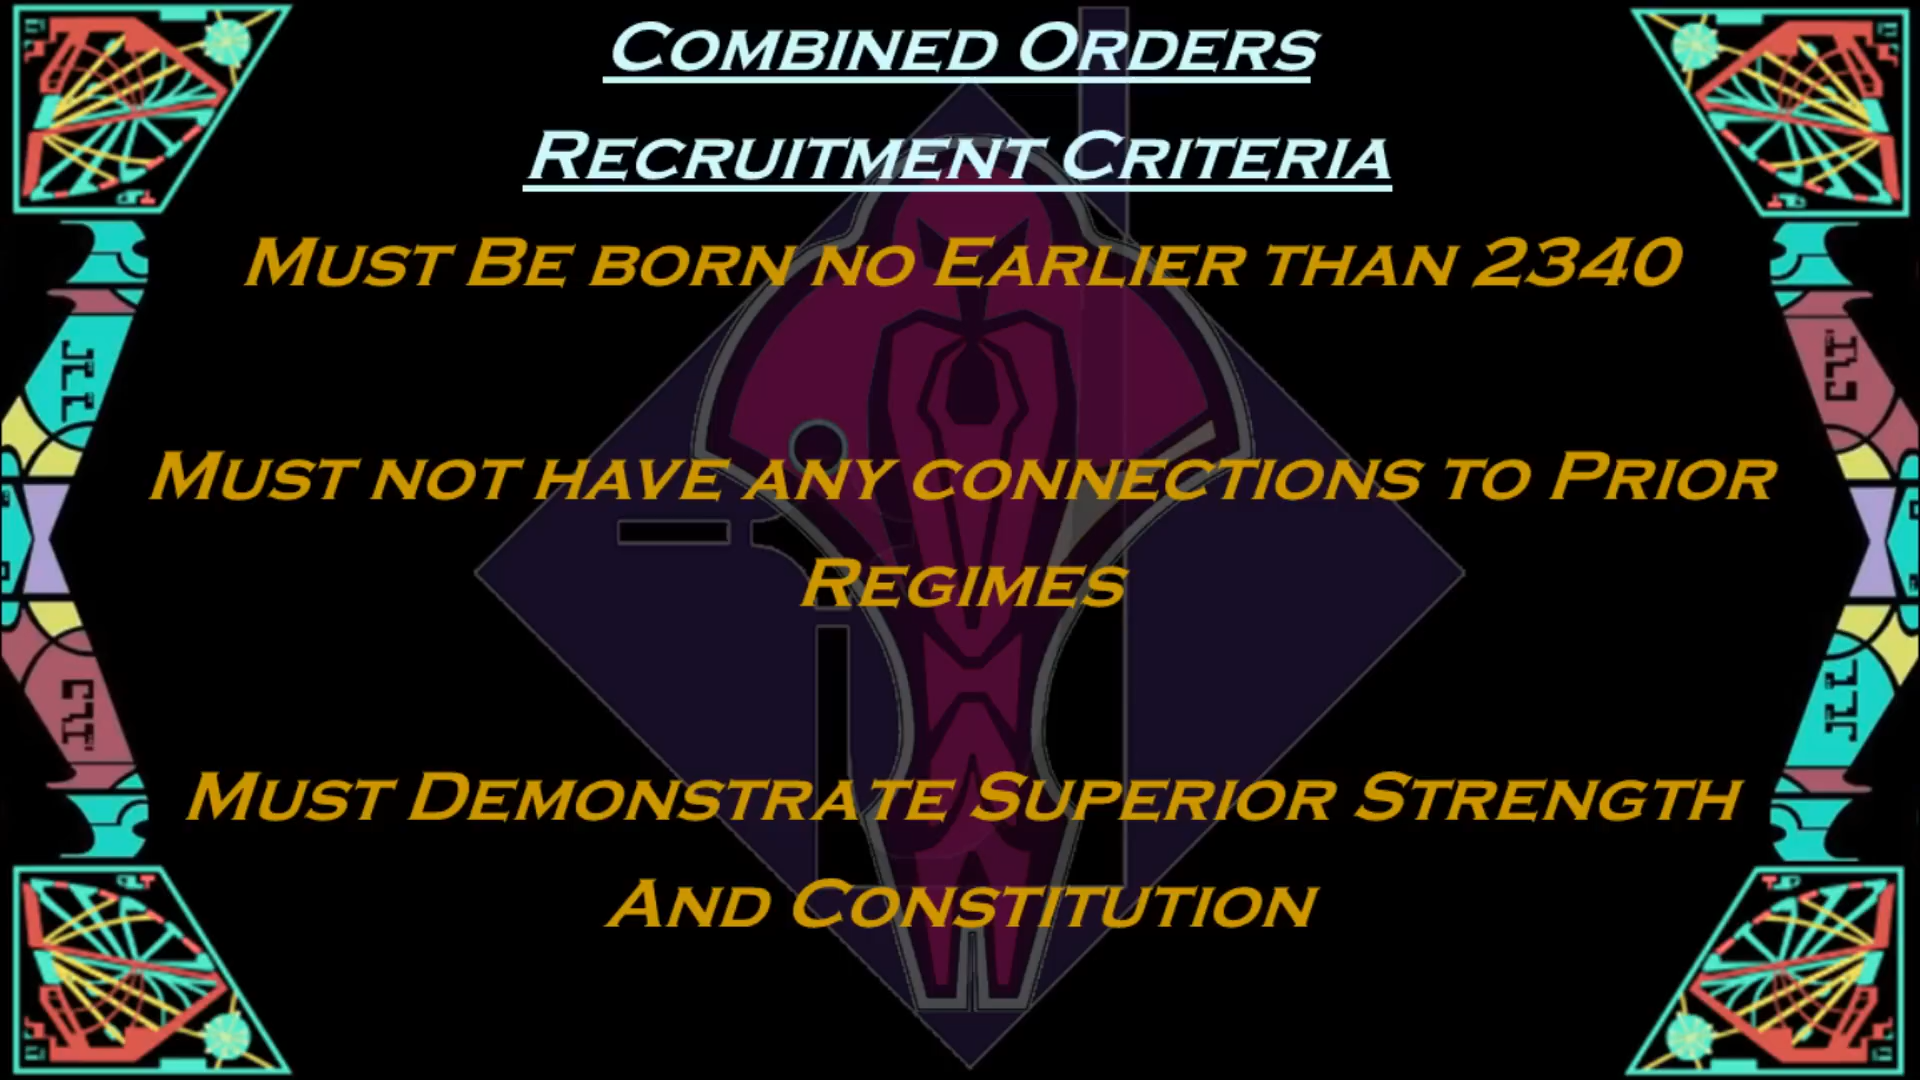 Combined Orders
Recruitment Criteria
Must Be born no Earlier than 2340
Must not have any connections to Prior
Regimes
Must Demonstrate Superior Strength
And Constitution